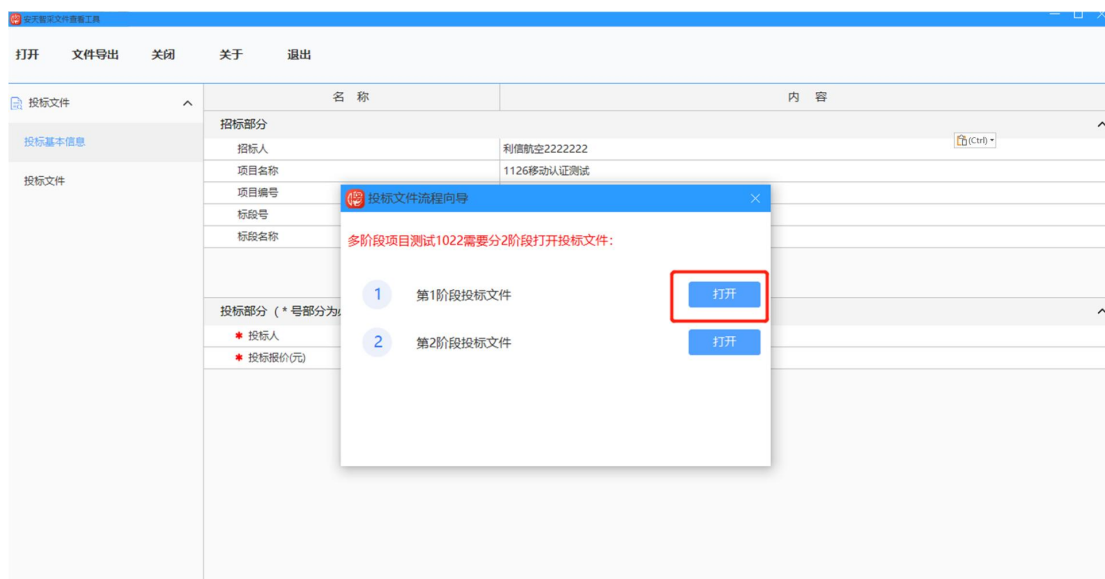 安天智采文件查看工具
打开 文件导出 关闭 关于 退出
投标文件
投标基本信息
投标文件
名 称 内 容
招标部分
(Ctrl)
招标人 利信航空2222222
项目名称 1126移动认证测试
项目编号
标段号
标段名称
投标部分 (*号部分为
* 投标人
* 投标报价(元)
投标文件流程向导
多阶段项目测试1022需要分2阶段打开投标文件:
1 第1阶段投标文件 打开
2 第2阶段投标文件 打开